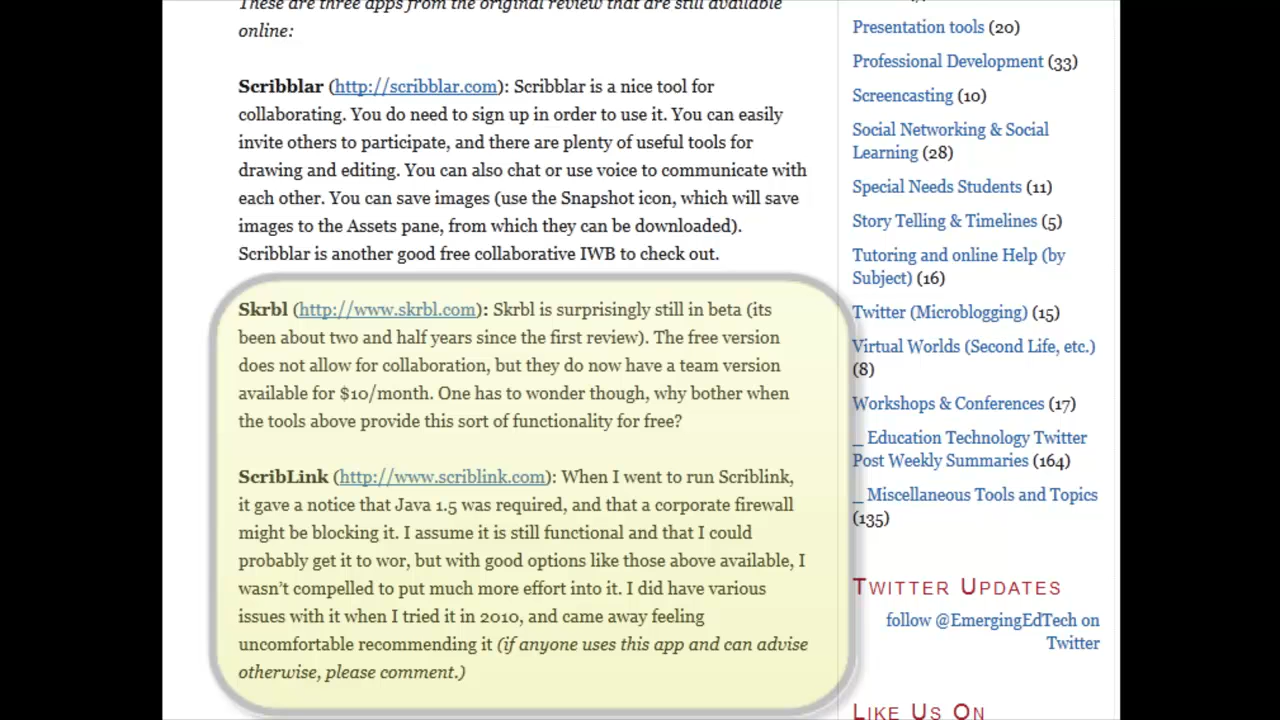 These are three apps from the original review that are still available
online:
Scribblar (http://scribblar.com): Scribblar is a nice tool for
collaborating. You do need to sign up in order to use it. You can easily
invite others to participate, and there are plenty of useful tools for
drawing and editing. You can also chat or use voice to communicate with
each other. You can save images (use the Snapshot icon, which will save
images to the Assets pane, from which they can be downloaded).
Scribblar is another good free collaborative IWB to check out.
Skrbl (http://www.skrbl.com): Skrbl is surprisingly still in beta (its
been about two and half years since the first review). The free version
does not allow for collaboration, but they do now have a team version
available for $10/month. One has to wonder though, why bother when
the tools above provide this sort of functionality for free?
ScribLink (http://www.scriblink.com): When I went to run Scriblink,
it gave a notice that Java 1.5 was required, and that a corporate firewall
might be blocking it. I assume it is still functional and that I could
probably get it to wor, but with good options like those above available, I
wasn't compelled to put much more effort into it. I did have various
issues with it when I tried it in 2010, and came away feeling
uncomfortable recommending it (if anyone uses this app and can advise
otherwise, please comment.)
Presentation tools (20)
Professional Development (33)
Screencasting (10)
Social Networking & Social
Learning (28)
Special Needs Students (11)
Story Telling & Timelines (5)
Tutoring and online Help (by
Subject) (16)
Twitter (Microblogging) (15)
Virtual Worlds (Second Life, etc.)
(8)
Workshops & Conferences (17)
_ Education Technology Twitter
Post Weekly Summaries (164)
_ Miscellaneous Tools and Topics
(135)
Twitter Updates
follow @EmergingEdTech on
Twitter
Like Us On